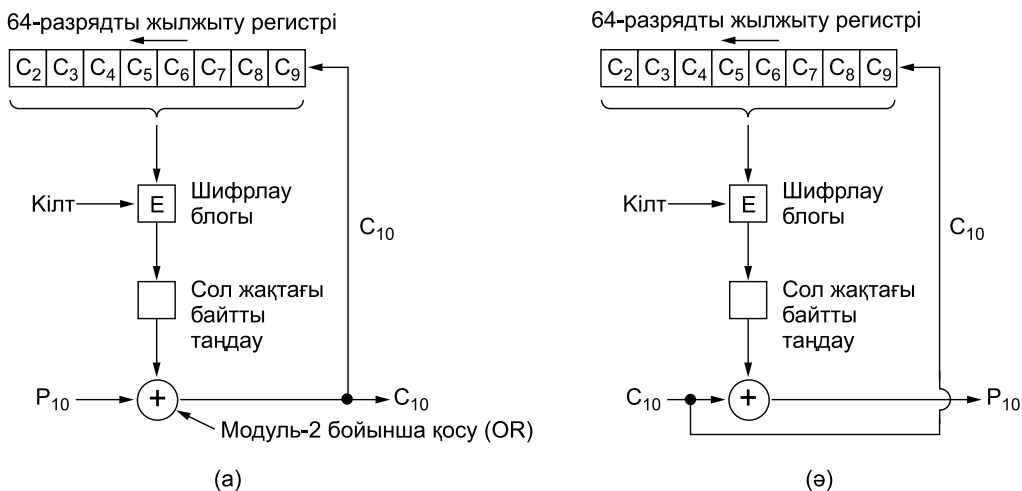 64-разрядты жылжыту регистрі
C2 C3 C4 C5 C6 C7 C8 C9
Кілт
E
Шифрлау
блогы
C10
Сол жақтағы
байтты
таңдау
P10
+
C10
Модуль-2 бойынша қосу (OR)
(а)
64-разрядты жылжыту регистрі
C2 C3 C4 C5 C6 C7 C8 C9
Кілт
E
Шифрлау
блогы
C10
Сол жақтағы
байтты
таңдау
C10
+
P10
(ә)